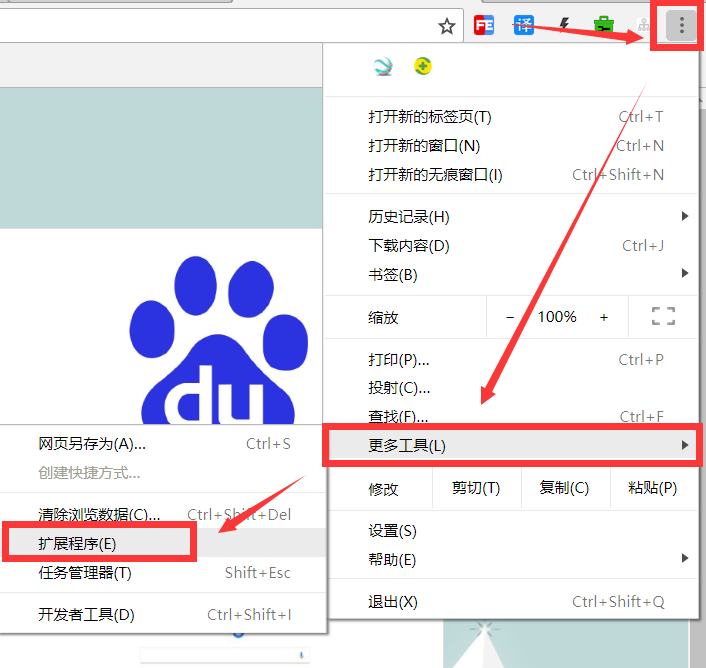 FE 译
打开新的标签页(T) Ctrl+T
打开新的窗口(N) Ctrl+N
打开新的无痕窗口(I) Ctrl+Shift+N
历史记录(H)
下载内容(D) Ctrl+J
书签(B)
缩放 − 100% +
打印(P)... Ctrl+P
投射(C)...
查找(F)... Ctrl+F
更多工具(L)
修改 剪切(T) 复制(C) 粘贴(P)
设置(S)
帮助(E)
退出(X) Ctrl+Shift+Q
du
网页另存为(A)... Ctrl+S
创建快捷方式...
清除浏览数据(C)... Ctrl+Shift+Del
扩展程序(E)
任务管理器(T) Shift+Esc
开发者工具(D) Ctrl+Shift+I